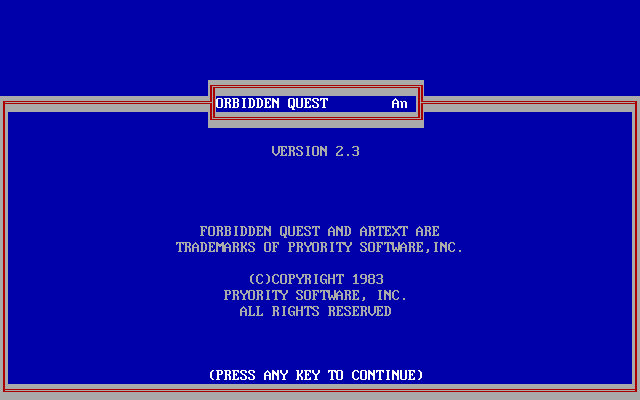 ORBIDDEN QUEST An
VERSION 2.3
FORBIDDEN QUEST AND ARTEXT ARE
TRADEMARKS OF PRYORITY SOFTWARE,INC.
(C)COPYRIGHT 1983
PRYORITY SOFTWARE, INC.
ALL RIGHTS RESERVED
(PRESS ANY KEY TO CONTINUE)